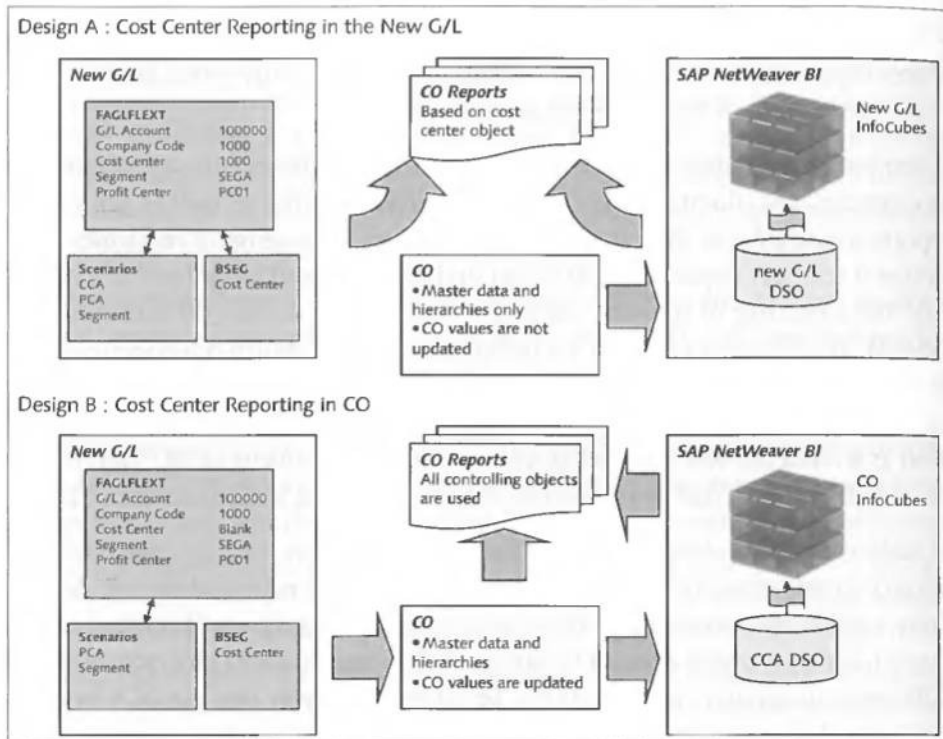 Design A : Cost Center Reporting in the New G/L
New G/L
FAGLFLEXT
G/L Account 100000
Company Code 1000
Cost Center 1000
Segment SEGA
Profit Center PC01
Scenarios
CCA
PCA
Segment
BSEG
Cost Center
CO Reports
Based on cost
center object
CO
•Master data and
hierarchies only
•CO values are not
updated
SAP NetWeaver BI
New G/L
InfoCubes
new G/L
DSO
Design B : Cost Center Reporting in CO
New G/L
FAGLFLEXT
G/L Account 100000
Company Code 1000
Cost Center Blank
Segment SEGA
Profit Center PC01
Scenarios
PCA
Segment
BSEG
Cost Center
CO Reports
All controlling objects
are used
CO
•Master data and
hierarchies
•CO values are updated
SAP NetWeaver BI
CO
InfoCubes
CCA DSO